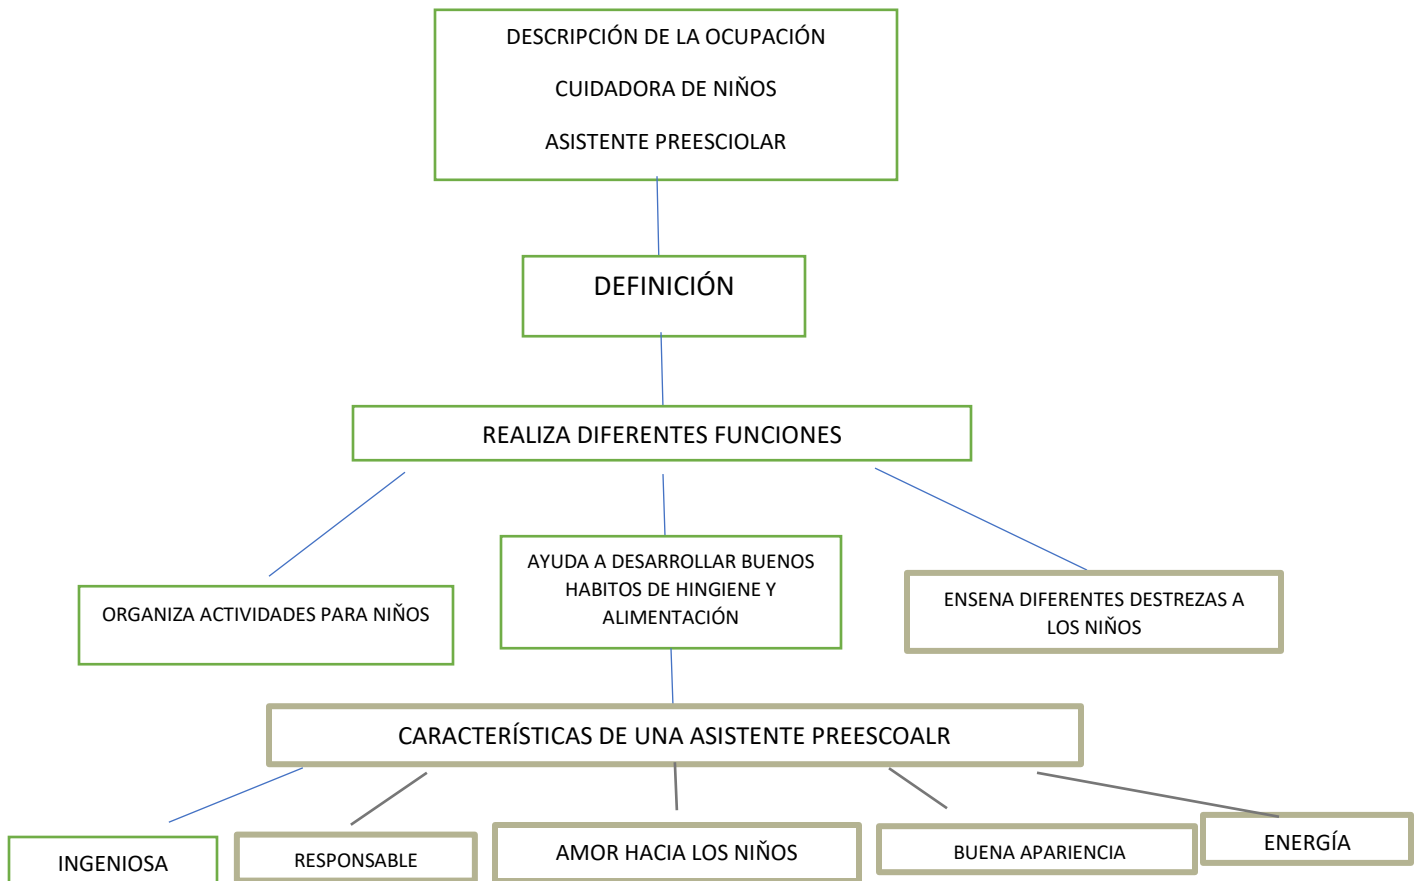 DESCRIPCIÓN DE LA OCUPACIÓN
CUIDADORA DE NIÑOS
ASISTENTE PREESCIOLAR
DEFINICIÓN
REALIZA DIFERENTES FUNCIONES
ORGANIZA ACTIVIDADES PARA NIÑOS
AYUDA A DESARROLLAR BUENOS
HABITOS DE HINGIENE Y
ALIMENTACIÓN
ENSENA DIFERENTES DESTREZAS A
LOS NIÑOS
CARACTERÍSTICAS DE UNA ASISTENTE PREESCOALR
INGENIOSA
RESPONSABLE
AMOR HACIA LOS NIÑOS
BUENA APARIENCIA
ENERGÍA